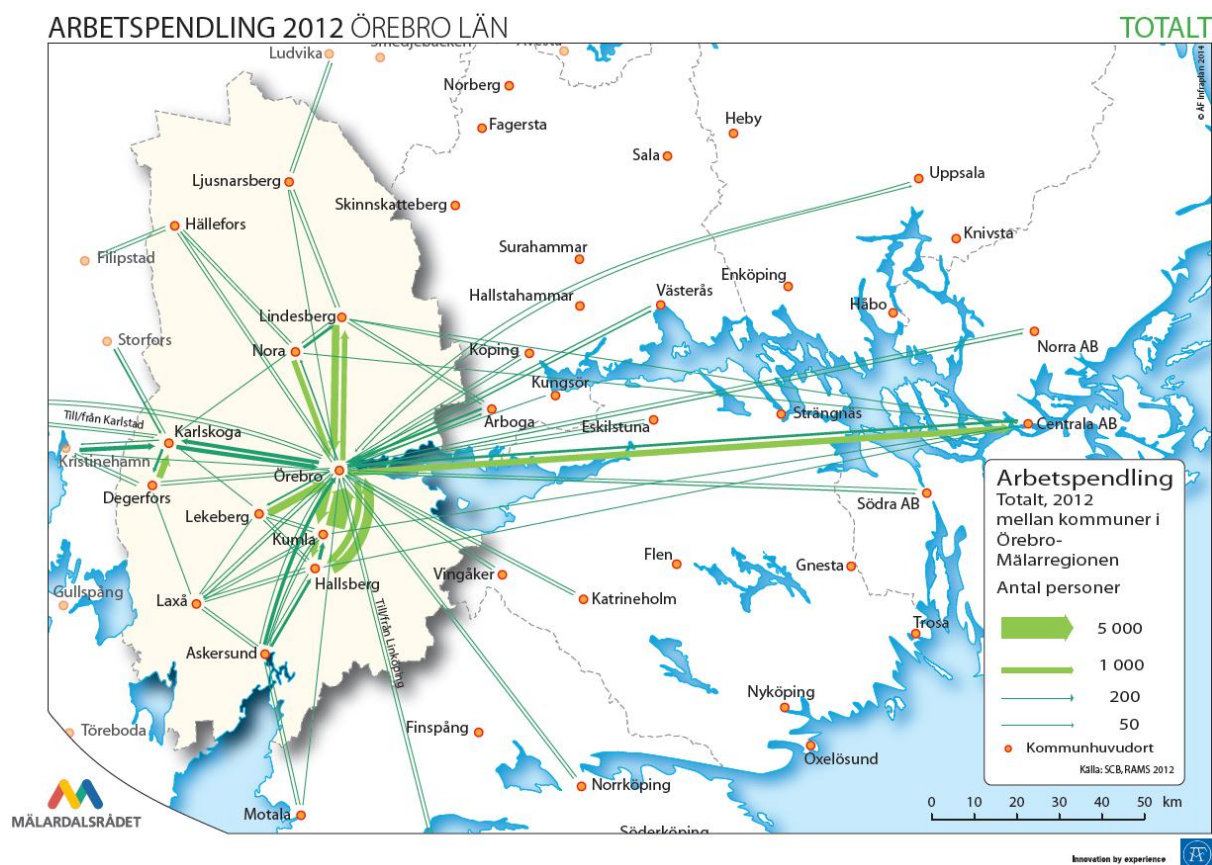 ARBETSPENDLING 2012 ÖREBRO LÄN
TOTALT
© ÅF Infraplan 2014
Ludvika
Smedjebacken
Avesta
Norberg
Fagersta
Heby
Sala
Ljusnarsberg
Uppsala
Skinnskatteberg
Hällefors
Knivsta
Filipstad
Surahammar
Enköping
Hallstahammar
Västerås
Håbo
Lindesberg
Storfors
Nora
Köping
Norra AB
Kungsör
Till/från Karlstad
Arboga
Eskilstuna
Strängnäs
Centrala AB
Karlskoga
Kristinehamn
Örebro
Degerfors
Södra AB
Lekeberg
Kumla
Flen
Gnesta
Hallsberg
Vingåker
Gullspång
Laxå
Katrineholm
Trosa
Askersund
Till/från Linköping
Nyköping
Töreboda
Finspång
Oxelösund
Norrköping
Motala
Söderköping
Arbetspendling
Totalt, 2012
mellan kommuner i
Örebro-
Mälarregionen
Antal personer
5 000
1 000
200
50
Kommunhuvudort
Källa: SCB, RAMS 2012
0 10 20 30 40 50 km
MÄLARDALSRÅDET
Innovation by experience
ÅF